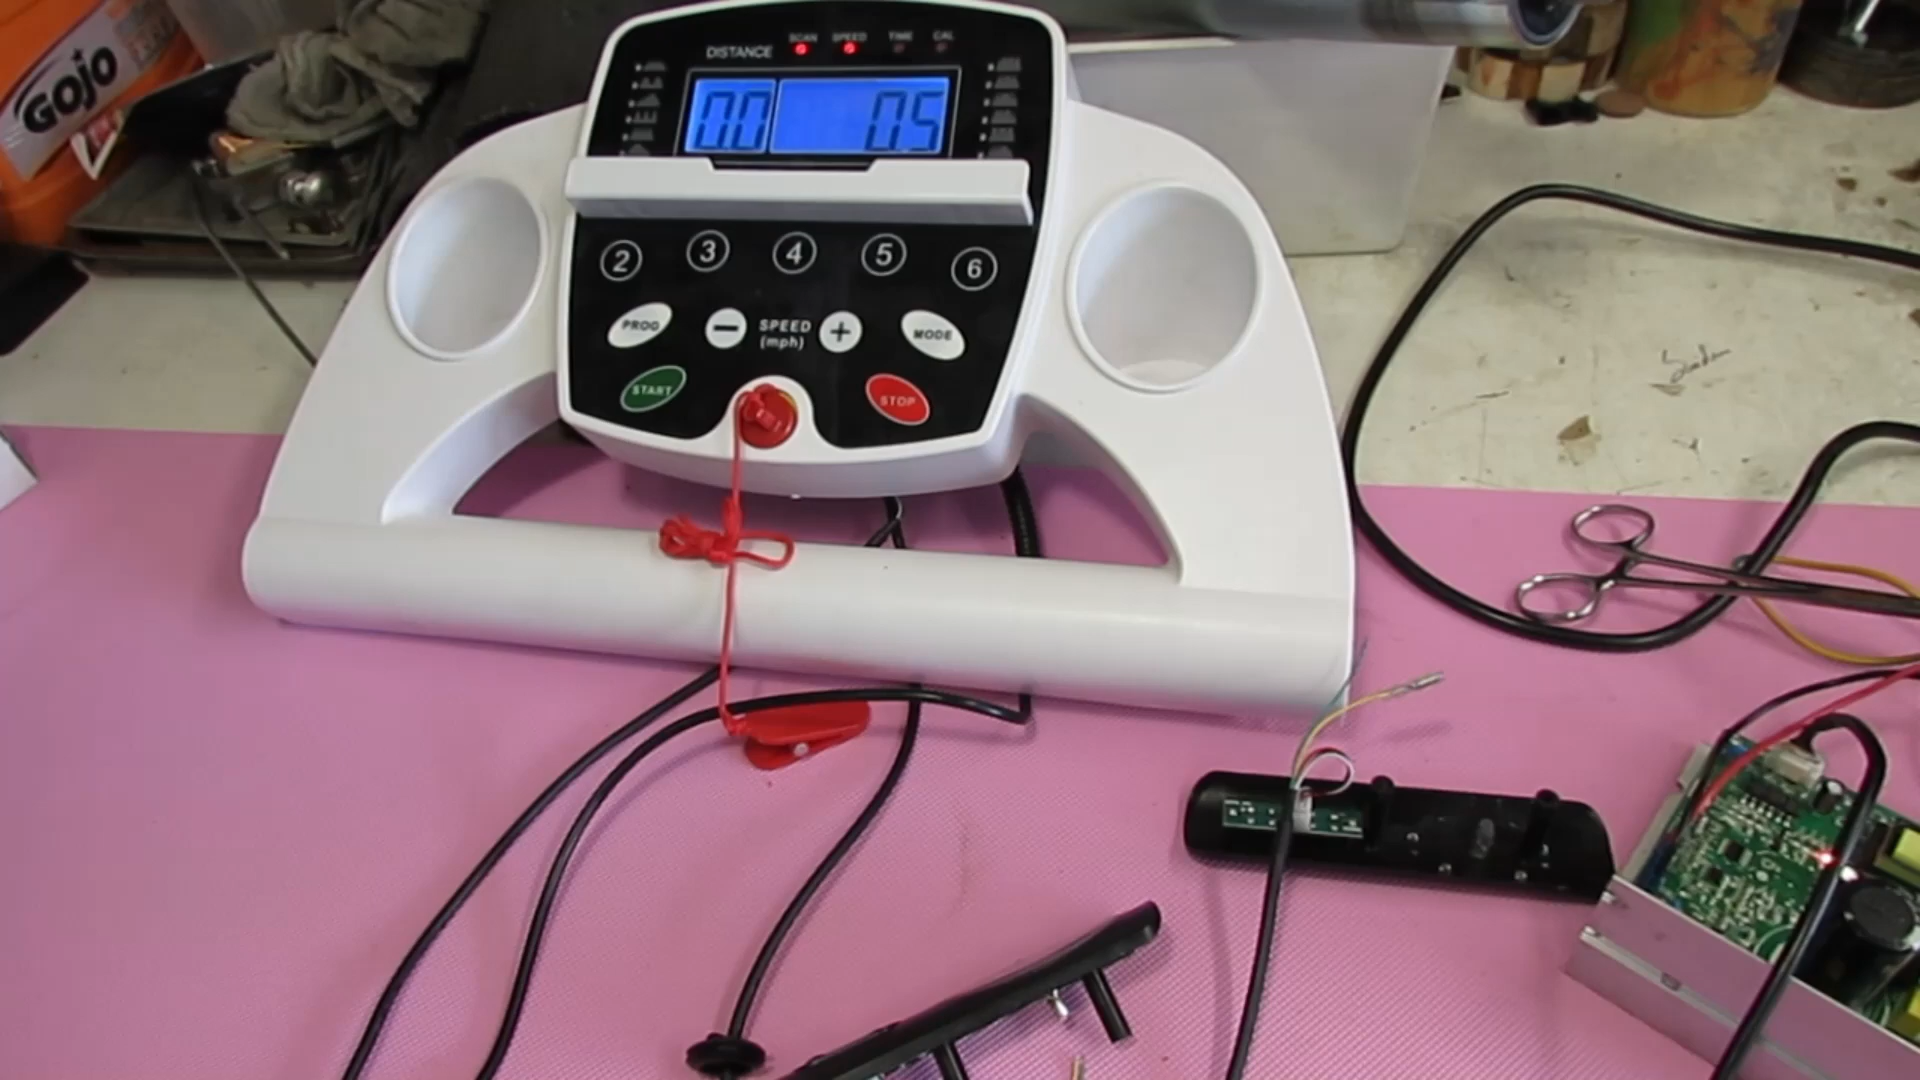 GOJO
DISTANCE
SCAN SPEED TIME CAL
0.0 0.5
2 3 4 5 6
PROG
SPEED
(mph)
MODE
START
STOP